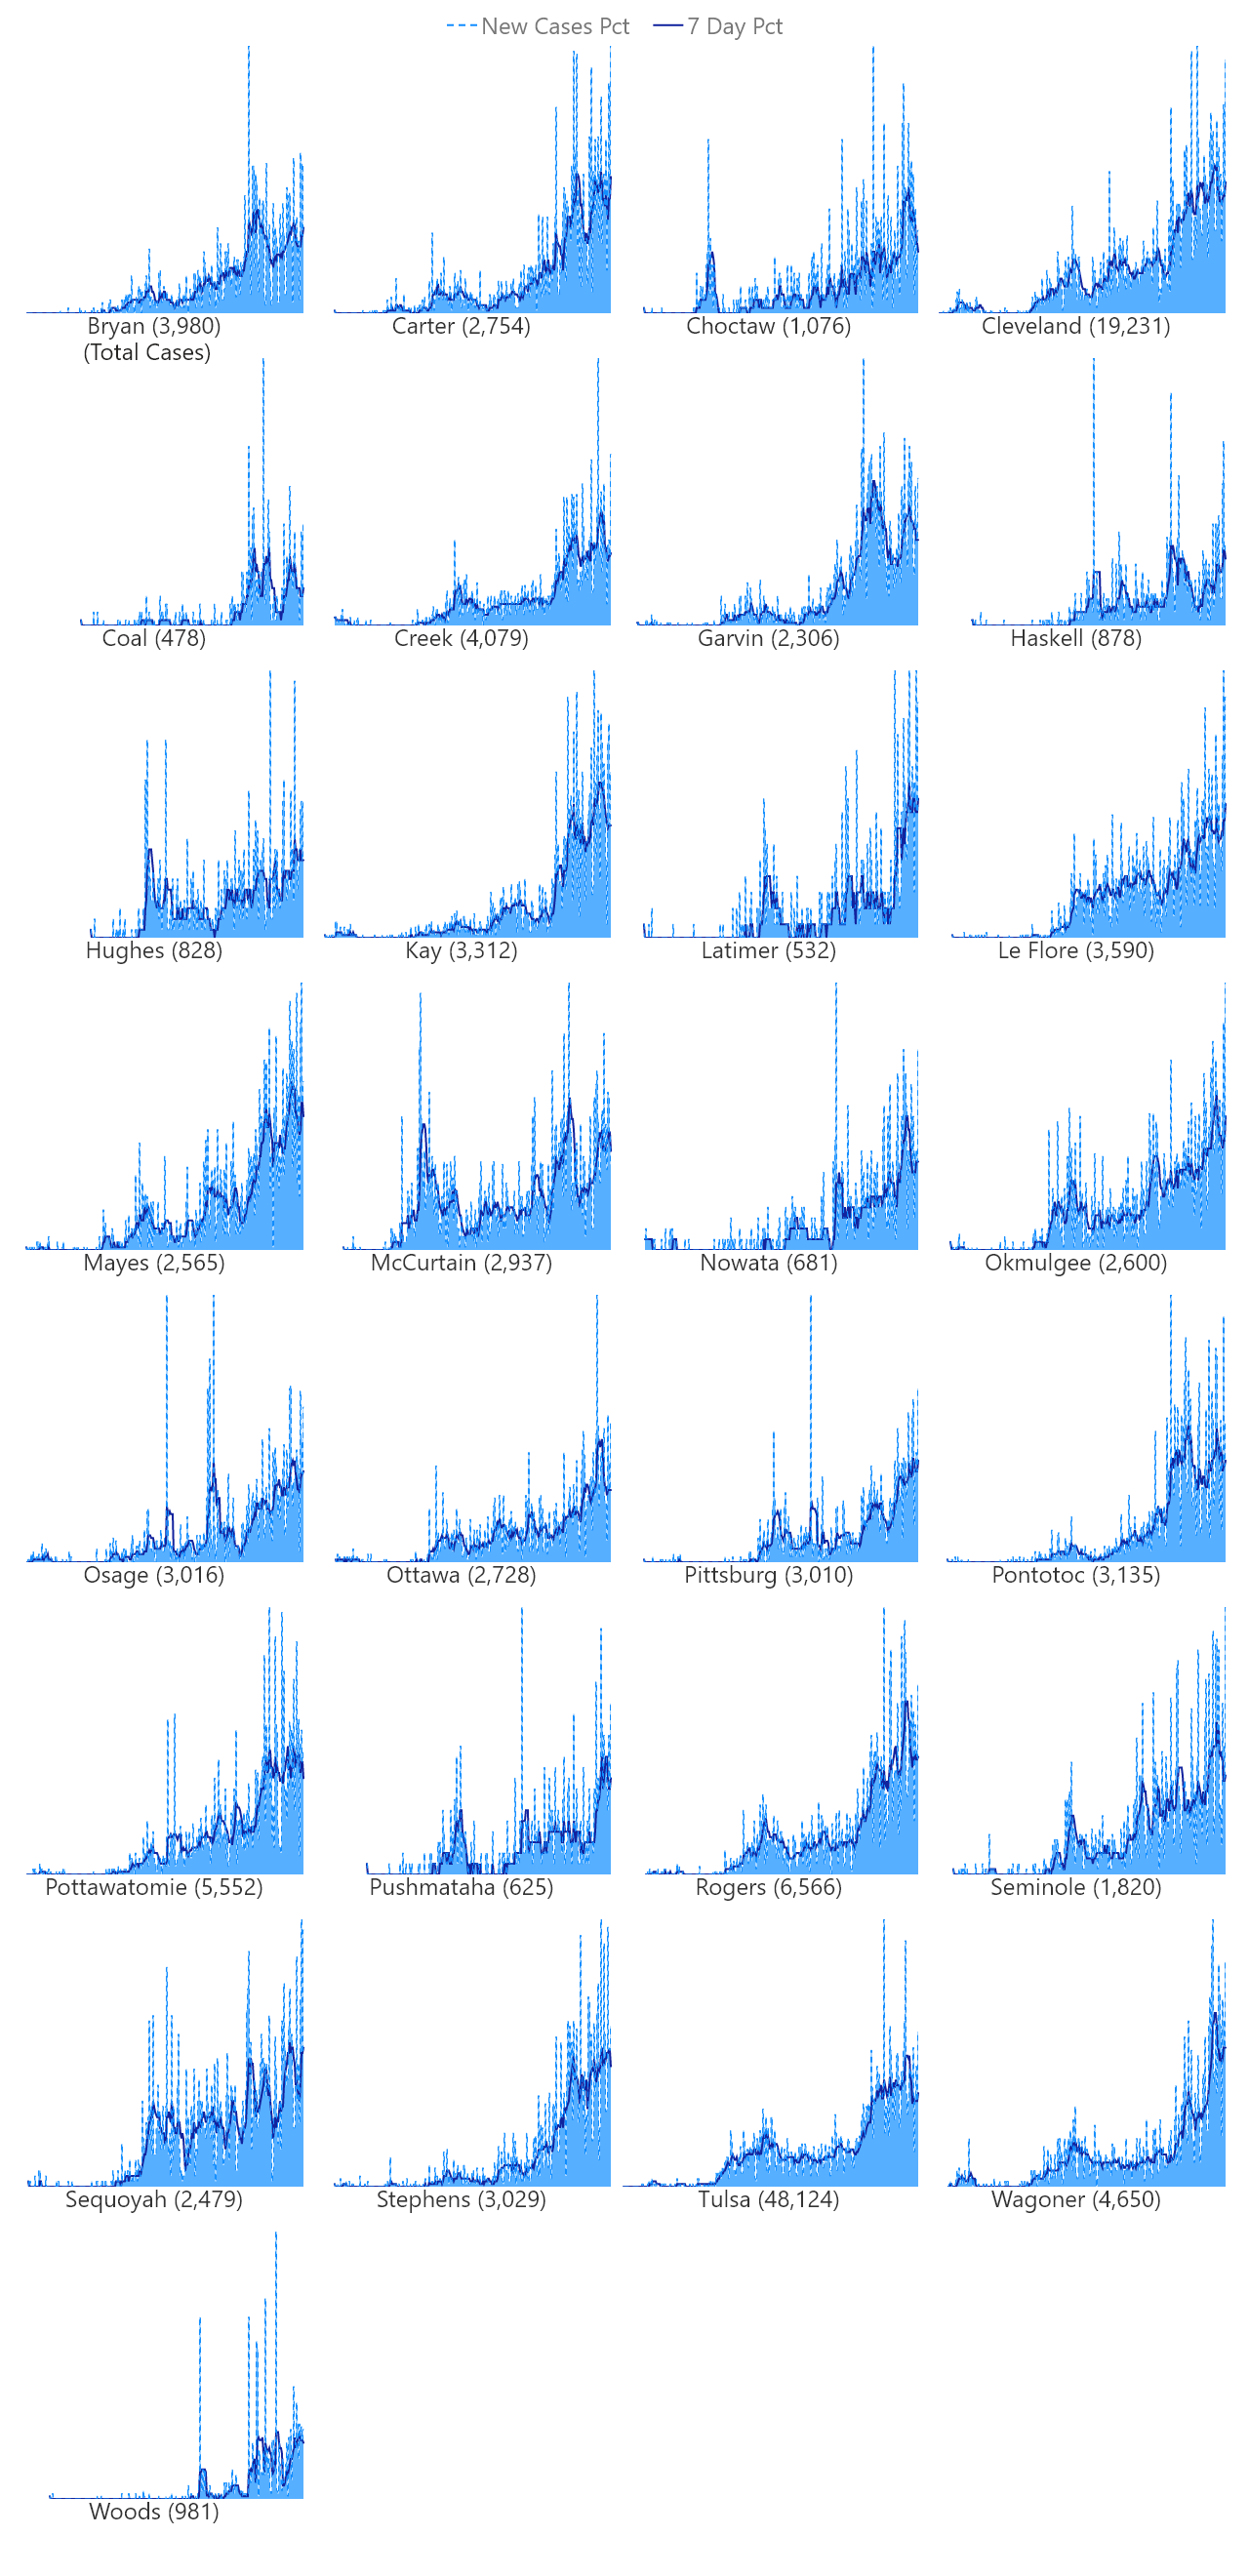 New Cases Pct 7 Day Pct
Bryan (3,980) Carter (2,754) Choctaw (1,076) Cleveland (19,231)
(Total Cases)
Coal (478) Creek (4,079) Garvin (2,306) Haskell (878)
Hughes (828) Kay (3,312) Latimer (532) Le Flore (3,590)
Mayes (2,565) McCurtain (2,937) Nowata (681) Okmulgee (2,600)
Osage (3,016) Ottawa (2,728) Pittsburg (3,010) Pontotoc (3,135)
Pottawatomie (5,552) Pushmataha (625) Rogers (6,566) Seminole (1,820)
Sequoyah (2,479) Stephens (3,029) Tulsa (48,124) Wagoner (4,650)
Woods (981)